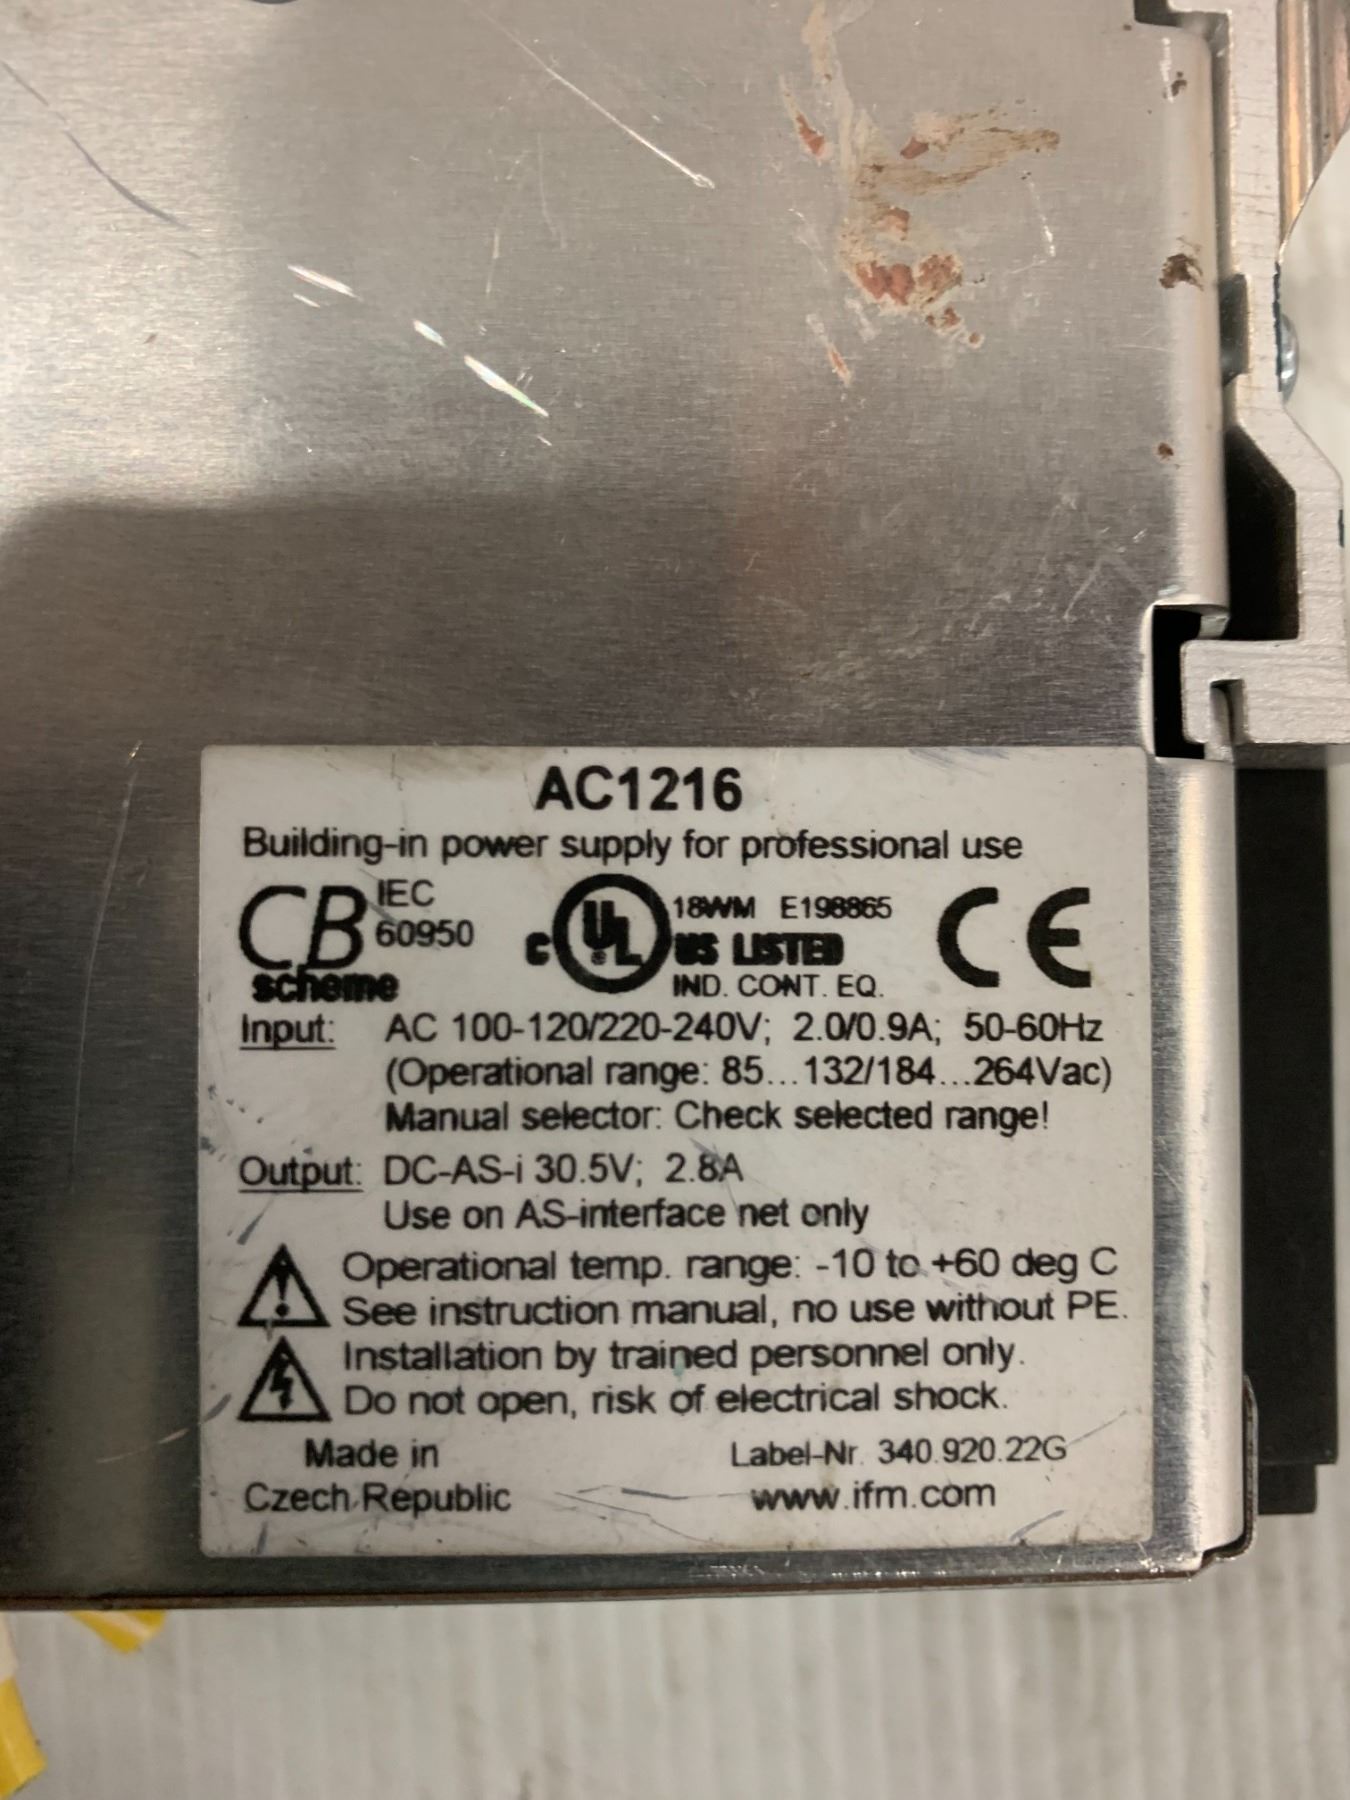 AC1216
Building-in power supply for professional use
CB IEC 60950 scheme
C UL US LISTED 18WM E198865 IND. CONT. EQ.
CE
Input: AC 100-120/220-240V; 2.0/0.9A; 50-60Hz
(Operational range: 85...132/184...264Vac)
Manual selector: Check selected range!
Output: DC-AS-i 30.5V; 2.8A
Use on AS-interface net only
Operational temp. range: -10 to +60 deg C
See instruction manual, no use without PE.
Installation by trained personnel only.
Do not open, risk of electrical shock.
Made in Label-Nr. 340.920.22G
Czech Republic www.ifm.com